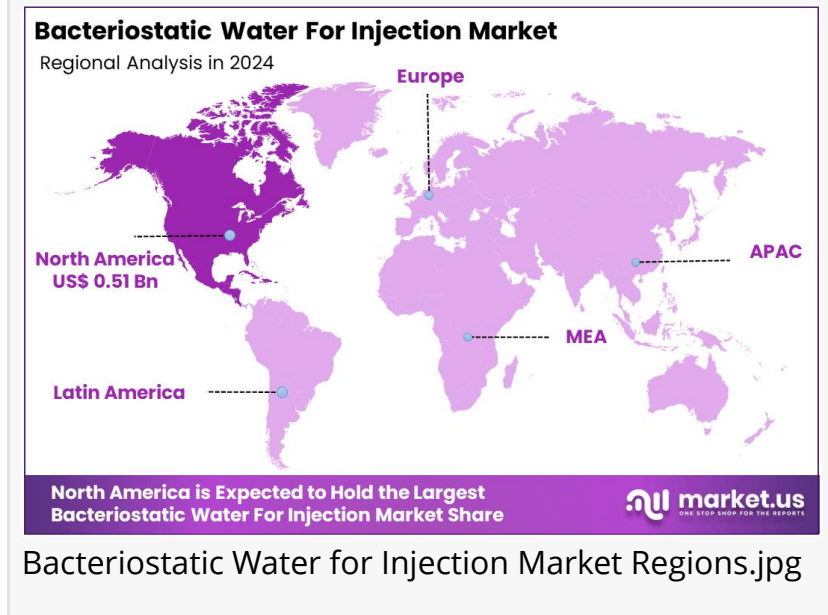 Bacteriostatic Water For Injection Market
Regional Analysis in 2024
Europe
North America
US$ 0.51 Bn
APAC
MEA
Latin America
North America is Expected to Hold the Largest
Bacteriostatic Water For Injection Market Share
market.us
ONE STOP SHOP FOR THE REPORTS
Bacteriostatic Water for Injection Market Regions.jpg